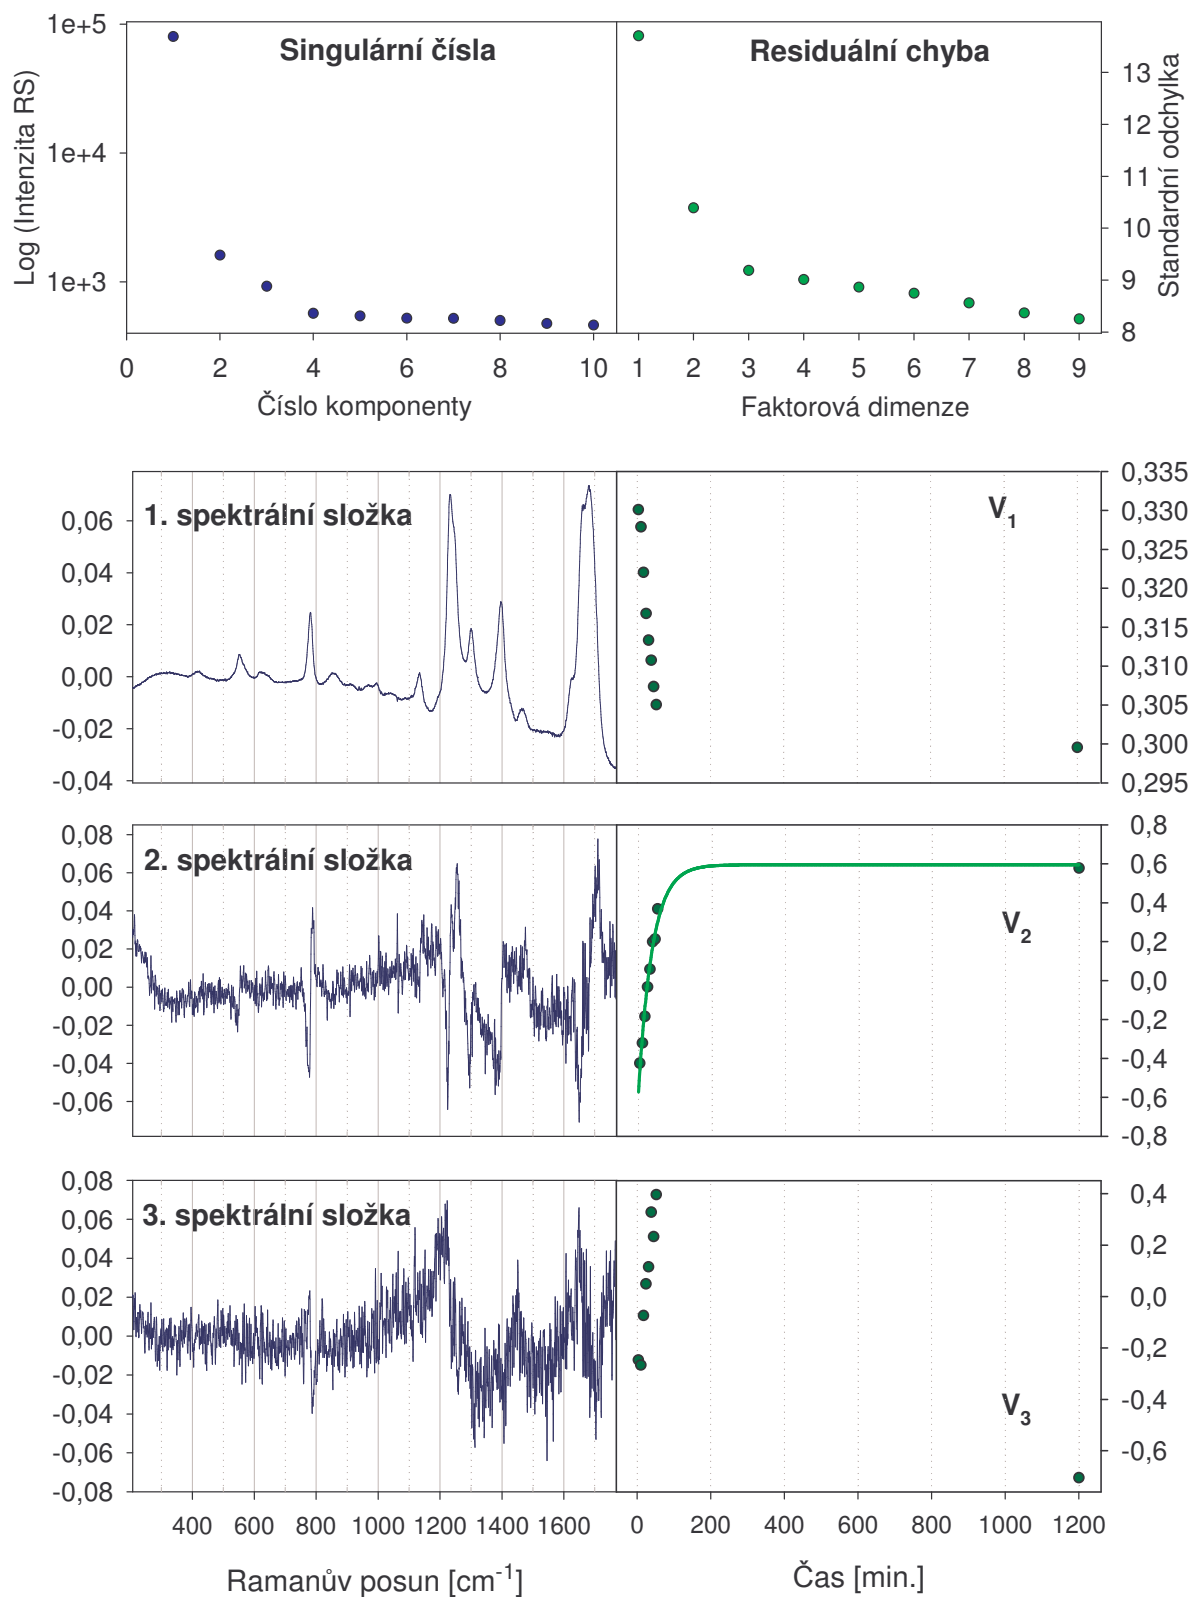 Singulární čísla
Residuální chyba
Log (Intenzita RS)
1e+5
1e+4
1e+3
0 2 4 6 8 10
Číslo komponenty
1 2 3 4 5 6 7 8 9
Faktorová dimenze
13
12
11
10
9
8
Standardní odchylka
1. spektrální složka
0,06
0,04
0,02
0,00
-0,02
-0,04
V1
0,335
0,330
0,325
0,320
0,315
0,310
0,305
0,300
0,295
2. spektrální složka
0,08
0,06
0,04
0,02
0,00
-0,02
-0,04
-0,06
V2
0,8
0,6
0,4
0,2
0,0
-0,2
-0,4
-0,6
-0,8
3. spektrální složka
0,08
0,06
0,04
0,02
0,00
-0,02
-0,04
-0,06
-0,08
V3
0,4
0,2
0,0
-0,2
-0,4
-0,6
400 600 800 1000 1200 1400 1600
Ramanův posun [cm-1]
0 200 400 600 800 1000 1200
Čas [min.]